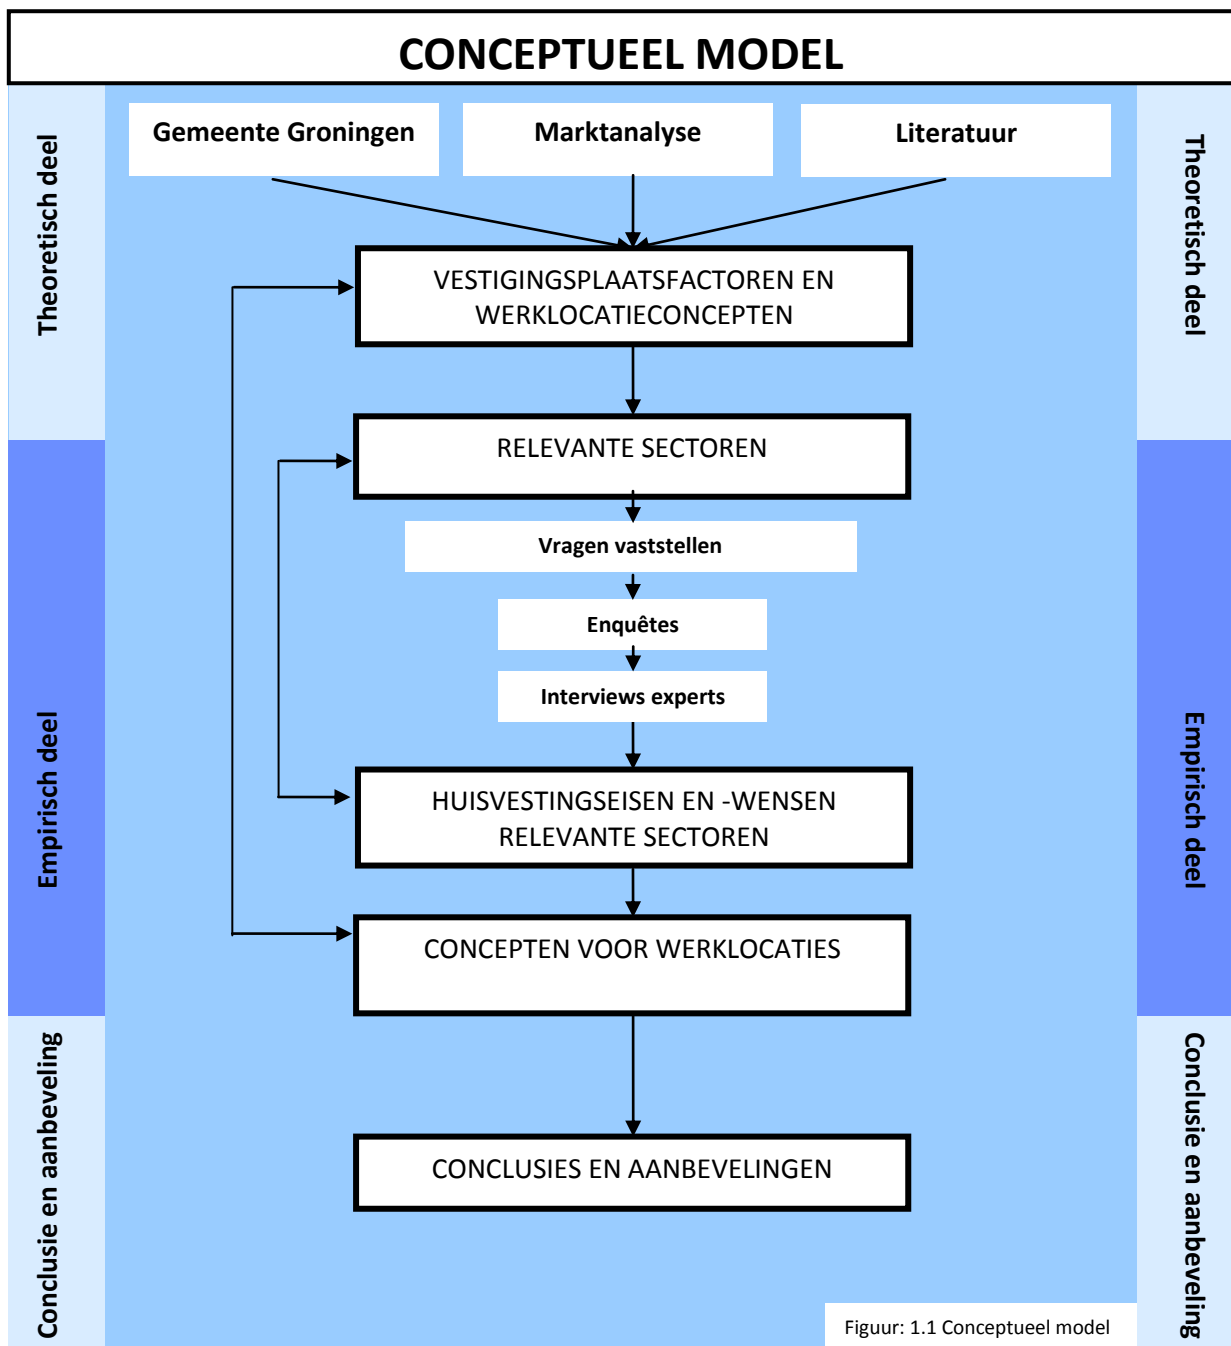 CONCEPTUEEL MODEL
Theoretisch deel
Gemeente Groningen
Marktanalyse
Literatuur
Theoretisch deel
VESTIGINGSPLAATSFACTOREN EN
WERKLOCATIECONCEPTEN
RELEVANTE SECTOREN
Empirisch deel
Vragen vaststellen
Enquêtes
Interviews experts
Empirisch deel
HUISVESTINGSEISEN EN -WENSEN
RELEVANTE SECTOREN
CONCEPTEN VOOR WERKLOCATIES
Conclusie en aanbeveling
CONCLUSIES EN AANBEVELINGEN
Conclusie en aanbeveling
Figuur: 1.1 Conceptueel model